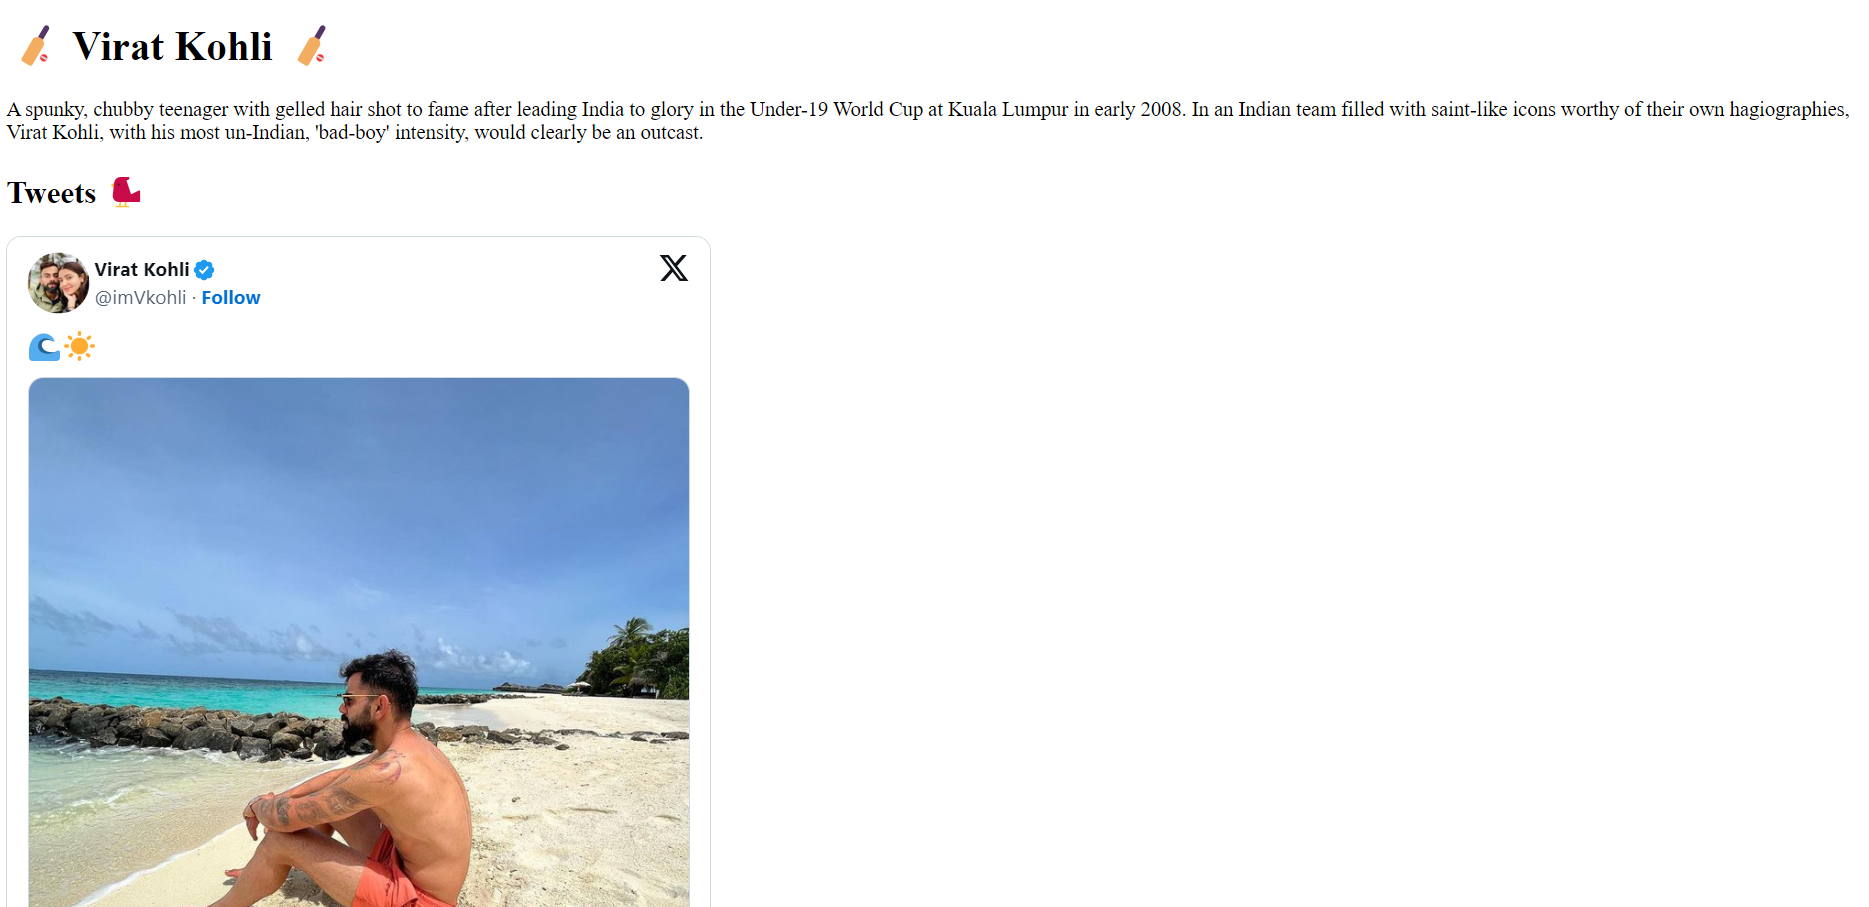 Virat Kohli
A spunky, chubby teenager with gelled hair shot to fame after leading India to glory in the Under-19 World Cup at Kuala Lumpur in early 2008. In an Indian team filled with saint-like icons worthy of their own hagiographies,
Virat Kohli, with his most un-Indian, 'bad-boy' intensity, would clearly be an outcast.
Tweets
Virat Kohli
@imVkohli · Follow